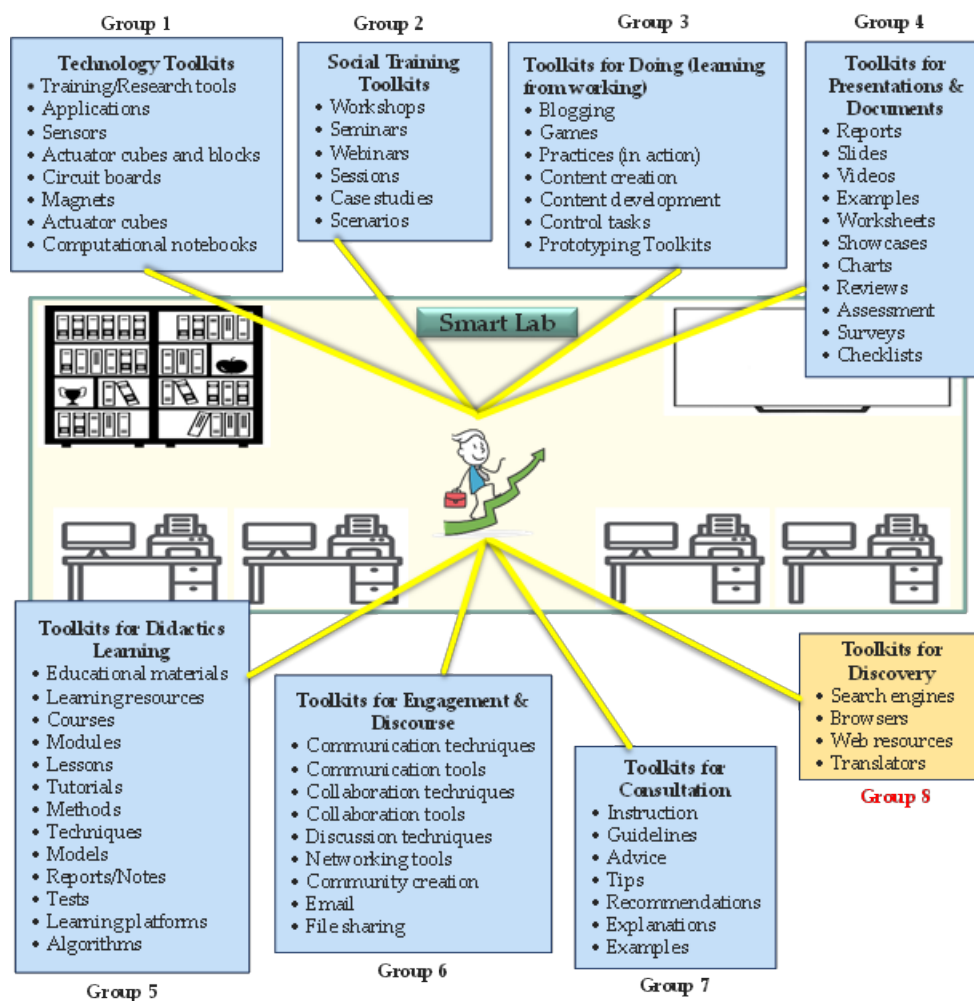 Group 1
Technology Toolkits
• Training/Research tools
• Applications
• Sensors
• Actuator cubes and blocks
• Circuit boards
• Magnets
• Actuator cubes
• Computational notebooks
Group 2
Social Training
Toolkits
• Workshops
• Seminars
• Webinars
• Sessions
• Case studies
• Scenarios
Group 3
Toolkits for Doing (learning
from working)
• Blogging
• Games
• Practices (in action)
• Content creation
• Content development
• Control tasks
• Prototyping Toolkits
Group 4
Toolkits for
Presentations &
Documents
• Reports
• Slides
• Videos
• Examples
• Worksheets
• Showcases
• Charts
• Reviews
• Assessment
• Surveys
• Checklists
Smart Lab
Toolkits for Didactics
Learning
• Educational materials
• Learning resources
• Courses
• Modules
• Lessons
• Tutorials
• Methods
• Techniques
• Models
• Reports/Notes
• Tests
• Learning platforms
• Algorithms
Group 5
Toolkits for Engagement &
Discourse
• Communication techniques
• Communication tools
• Collaboration techniques
• Collaboration tools
• Discussion techniques
• Networking tools
• Community creation
• Email
• File sharing
Group 6
Toolkits for
Consultation
• Instruction
• Guidelines
• Advice
• Tips
• Recommendations
• Explanations
• Examples
Group 7
Toolkits for
Discovery
• Search engines
• Browsers
• Web resources
• Translators
Group 8